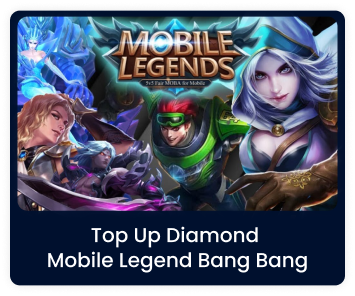 MOBILE
LEGENDS
5v5 Fair MOBA for Mobile
Top Up Diamond
Mobile Legend Bang Bang